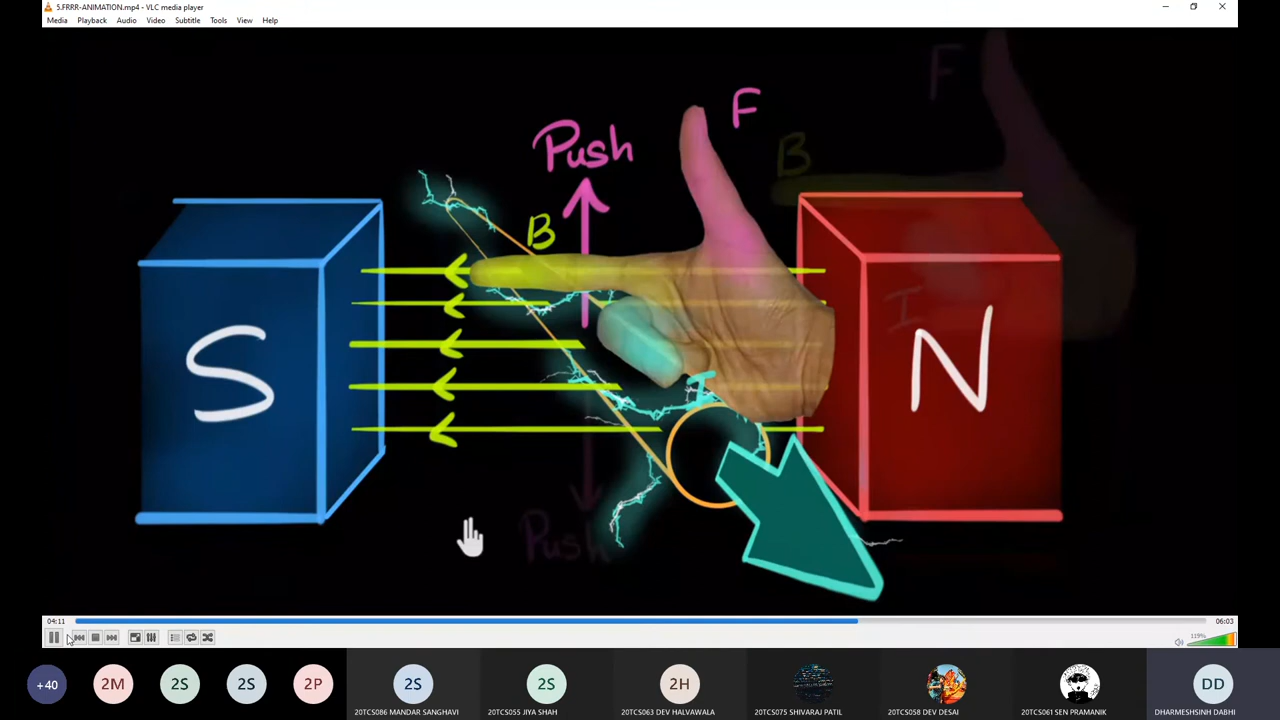 5.FRRR-ANIMATION.mp4 - VLC media player
Media Playback Audio Video Subtitle Tools View Help
F
F
Push
B
B
S
N
I
I
Push
04:11
06:03
119%
+40
2M
2S
2S
2P
2S
2S
2H
DD
20TCS086 MANDAR SANGHAVI
20TCS055 JIYA SHAH
20TCS063 DEV HALVAWALA
20TCS075 SHIVARAJ PATIL
20TCS058 DEV DESAI
20TCS061 SEN PRAMANIK
DHARMESHSINH DABHI